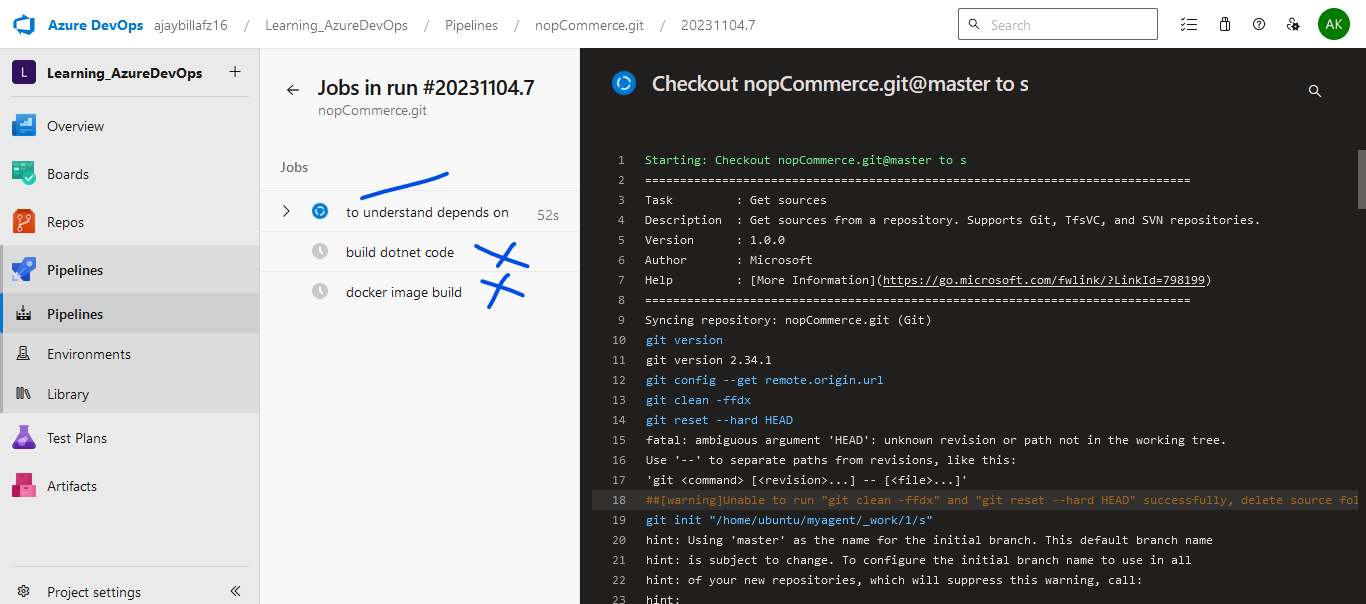 Azure DevOps ajaybillafz16 / Learning_AzureDevOps / Pipelines / nopCommerce.git / 20231104.7
Search
AK
L Learning_AzureDevOps +
Overview
Boards
Repos
Pipelines
Pipelines
Environments
Library
Test Plans
Artifacts
Project settings
Jobs in run #20231104.7
nopCommerce.git
Jobs
to understand depends on 52s
build dotnet code
docker image build
Checkout nopCommerce.git@master to s
1 Starting: Checkout nopCommerce.git@master to s
2 ==============================================================================
3 Task : Get sources
4 Description : Get sources from a repository. Supports Git, TfsVC, and SVN repositories.
5 Version : 1.0.0
6 Author : Microsoft
7 Help : [More Information](https://go.microsoft.com/fwlink/?LinkId=798199)
8 ==============================================================================
9 Syncing repository: nopCommerce.git (Git)
10 git version
11 git version 2.34.1
12 git config --get remote.origin.url
13 git clean -ffdx
14 git reset --hard HEAD
15 fatal: ambiguous argument 'HEAD': unknown revision or path not in the working tree.
16 Use '--' to separate paths from revisions, like this:
17 'git <command> [<revision>...] -- [<file>...]'
18 ##[warning]Unable to run "git clean -ffdx" and "git reset --hard HEAD" successfully, delete source fol
19 git init "/home/ubuntu/myagent/_work/1/s"
20 hint: Using 'master' as the name for the initial branch. This default branch name
21 hint: is subject to change. To configure the initial branch name to use in all
22 hint: of your new repositories, which will suppress this warning, call:
23 hint: